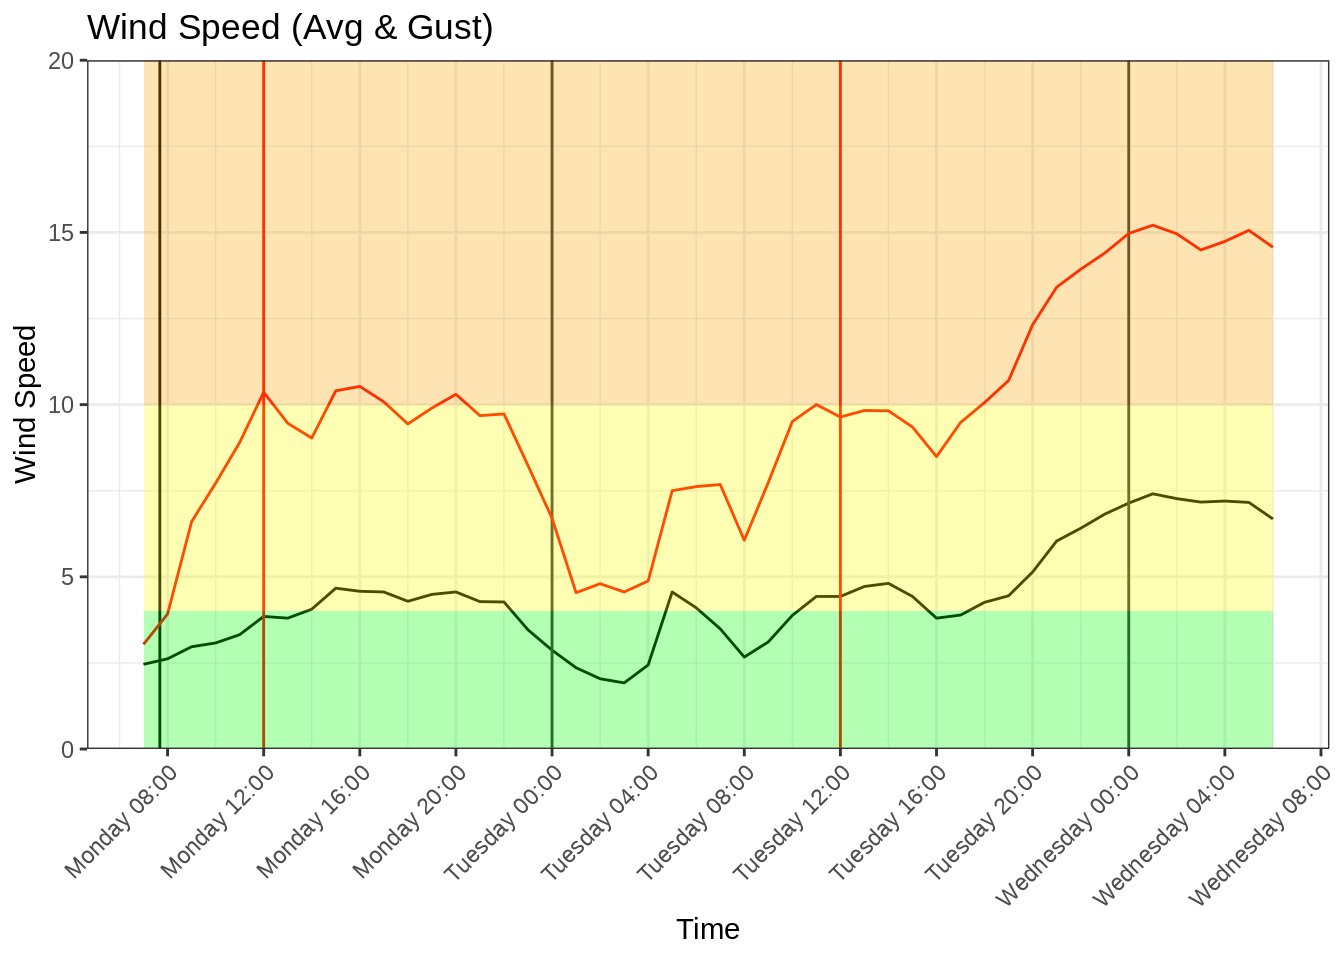 Wind Speed (Avg & Gust)
20
15
10
5
0
Wind Speed
Monday 08:00
Monday 12:00
Monday 16:00
Monday 20:00
Tuesday 00:00
Tuesday 04:00
Tuesday 08:00
Tuesday 12:00
Tuesday 16:00
Tuesday 20:00
Wednesday 00:00
Wednesday 04:00
Wednesday 08:00
Time